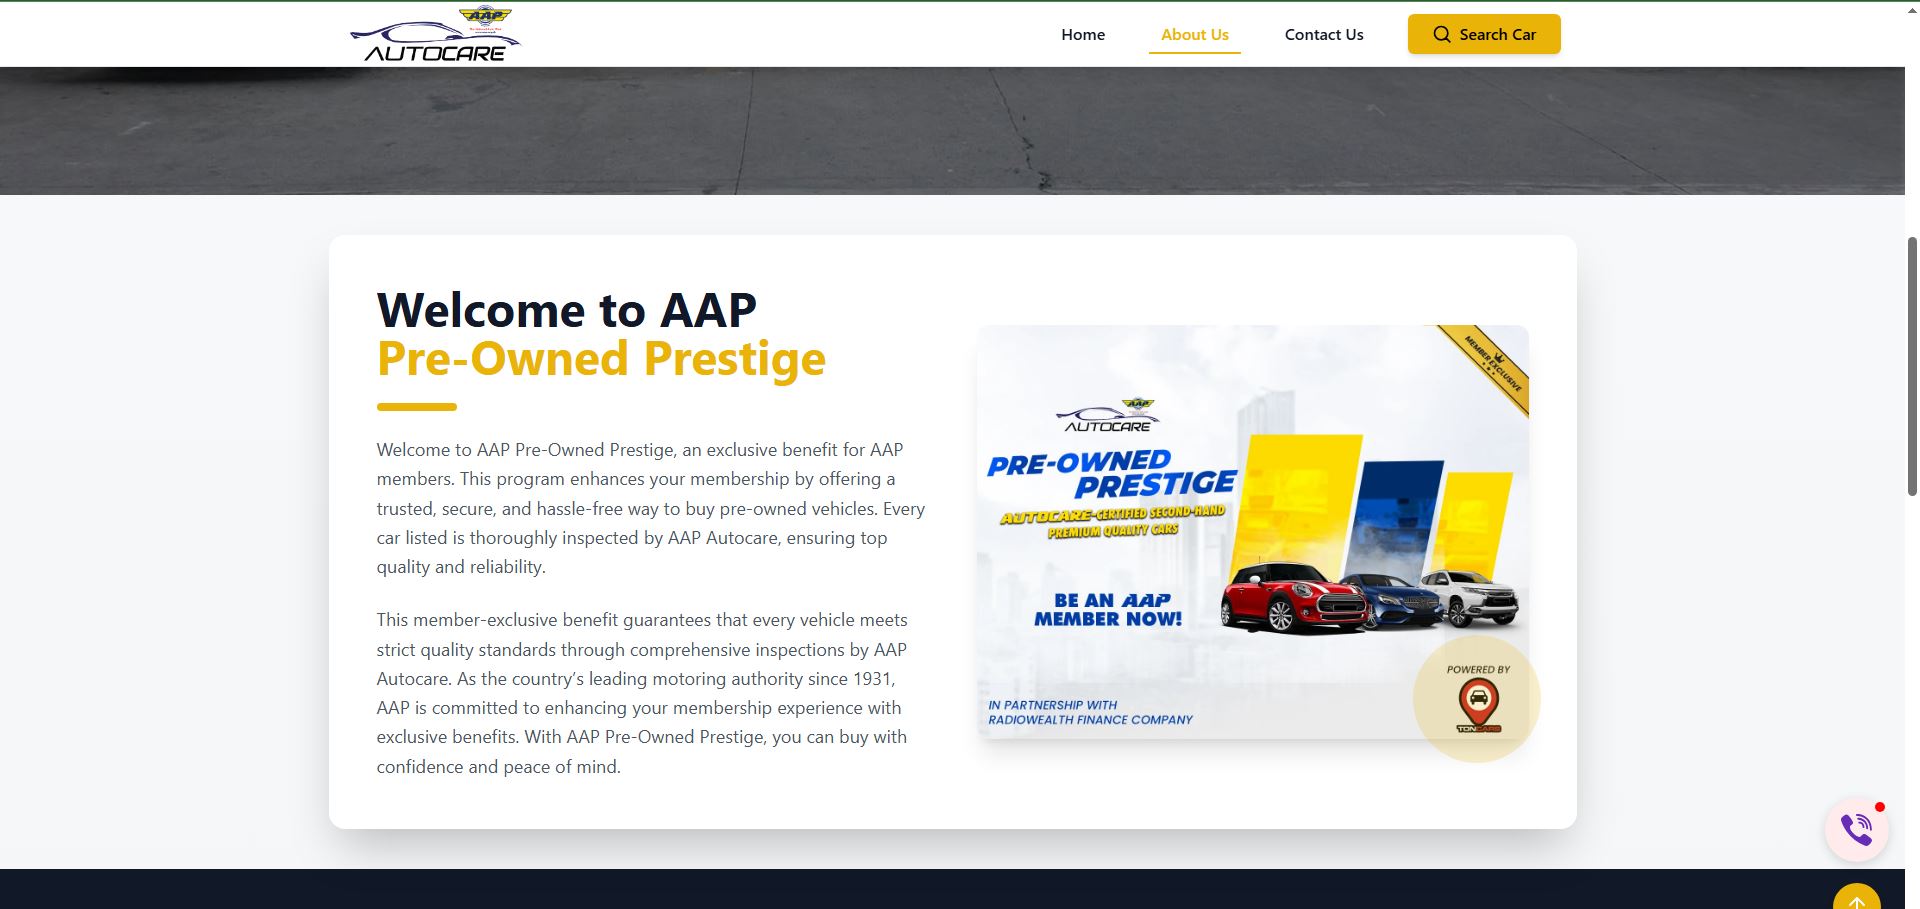 AAP
AUTOCARE
Home
About Us
Contact Us
Search Car
Welcome to AAP
Pre-Owned Prestige
Welcome to AAP Pre-Owned Prestige, an exclusive benefit for AAP
members. This program enhances your membership by offering a
trusted, secure, and hassle-free way to buy pre-owned vehicles. Every
car listed is thoroughly inspected by AAP Autocare, ensuring top
quality and reliability.
This member-exclusive benefit guarantees that every vehicle meets
strict quality standards through comprehensive inspections by AAP
Autocare. As the country’s leading motoring authority since 1931,
AAP is committed to enhancing your membership experience with
exclusive benefits. With AAP Pre-Owned Prestige, you can buy with
confidence and peace of mind.
MEMBER EXCLUSIVE
AAP
AUTOCARE
PRE-OWNED
PRESTIGE
AUTOCARE-CERTIFIED SECOND-HAND
PREMIUM QUALITY CARS
BE AN AAP
MEMBER NOW!
POWERED BY
TONCARS
IN PARTNERSHIP WITH
RADIOWEALTH FINANCE COMPANY